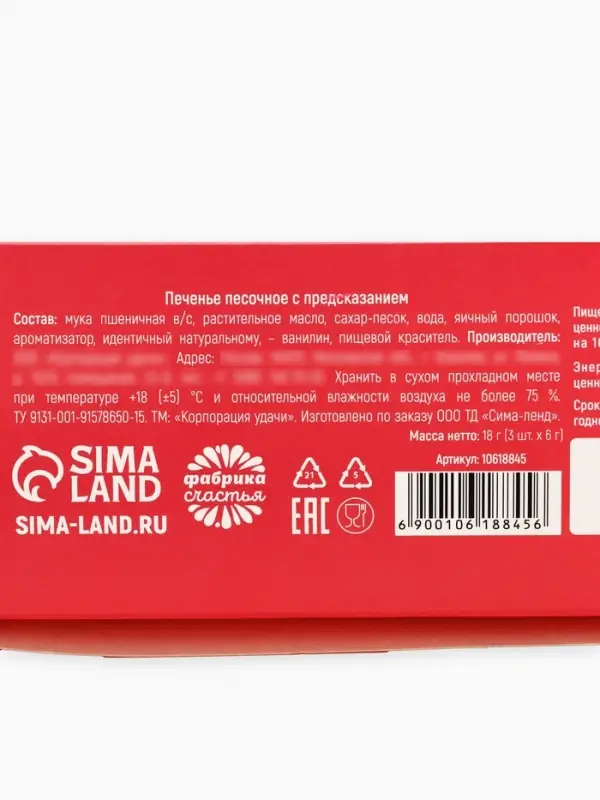 Печенье песочное с предсказанием
Состав: мука пшеничная в/с, растительное масло, сахар-песок, вода, яичный порошок,
ароматизатор, идентичный натуральному, – ванилин, пищевой краситель. Производитель:
Адрес:
Хранить в сухом прохладном месте
при температуре +18 (±5) °С и относительной влажности воздуха не более 75 %.
ТУ 9131-001-91578650-15. ТМ: «Корпорация удачи». Изготовлено по заказу ООО ТД «Сима-ленд».
Масса нетто: 18 г (3 шт. х 6 г)
Артикул: 10618845
SIMA
LAND
SIMA-LAND.RU
фабрика
счастья
21
5
EAC
6 900106 188456
Пище
ценно
на 10
Энер
ценн
Срок
годно